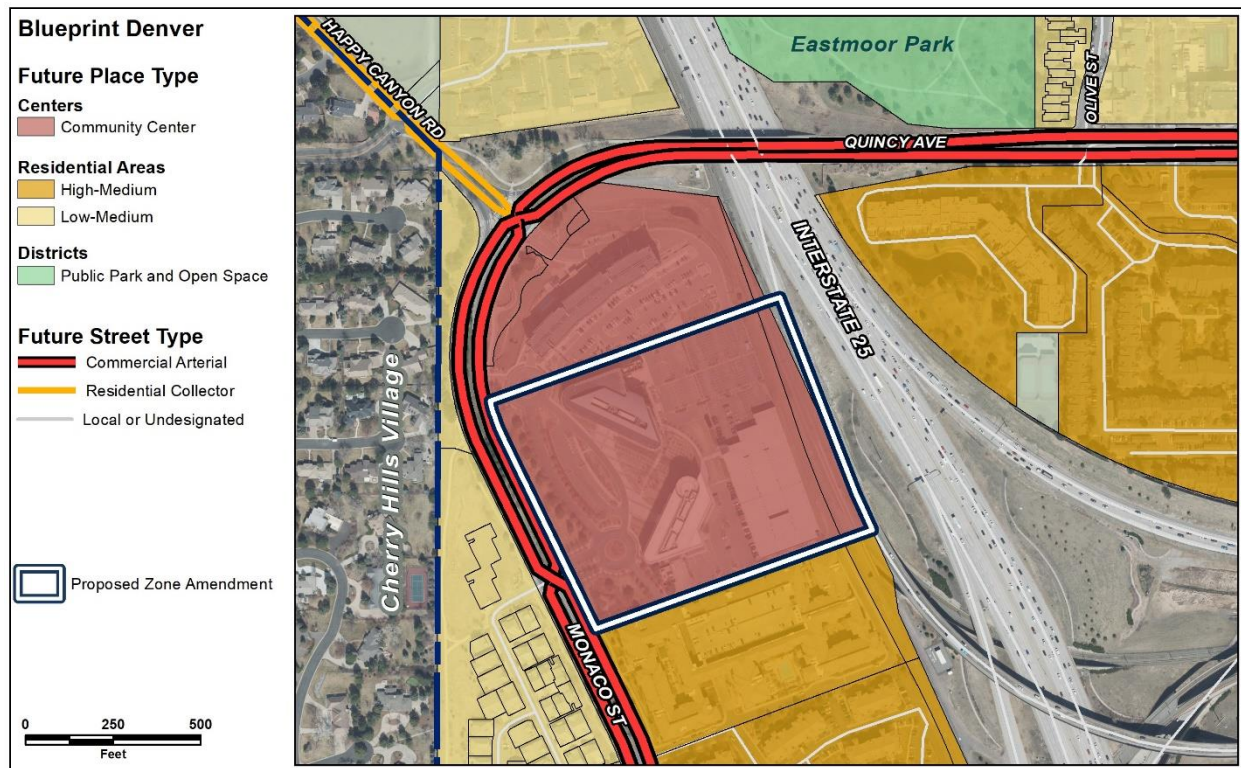 Blueprint Denver
Future Place Type
Centers
Community Center
Residential Areas
High-Medium
Low-Medium
Districts
Public Park and Open Space
Future Street Type
Commercial Arterial
Residential Collector
Local or Undesignated
Proposed Zone Amendment
0 250 500
Feet
HAPPY CANYON RD
Eastmoor Park
OLIVE ST
QUINCY AVE
INTERSTATE 25
Cherry Hills Village
MONACO ST